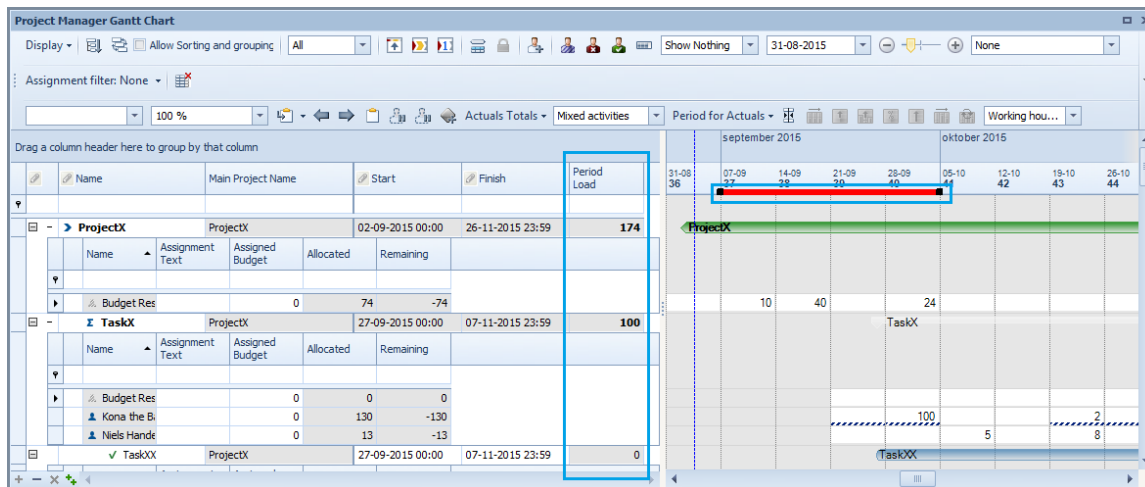 Project Manager Gantt Chart
Display Allow Sorting and grouping All Show Nothing 31-08-2015 None
Assignment filter: None
100 % Actuals Totals Mixed activities Period for Actuals Working hou...
Drag a column header here to group by that column
september 2015 oktober 2015
Name Main Project Name Start Finish Period Load
31-08 07-09 14-09 21-09 28-09 05-10 12-10 19-10 26-10
36 37 38 39 40 41 42 43 44
ProjectX ProjectX 02-09-2015 00:00 26-11-2015 23:59 174 ProjectX
Name Assignment Text Assigned Budget Allocated Remaining
Budget Res 0 74 -74 10 40 24
Σ TaskX ProjectX 27-09-2015 00:00 07-11-2015 23:59 100 TaskX
Name Assignment Text Assigned Budget Allocated Remaining
Budget Res 0 0 0
Kona the B 0 130 -130 100 2
Niels Hande 0 13 -13 5 8
TaskXX ProjectX 27-09-2015 00:00 07-11-2015 23:59 0 TaskXX